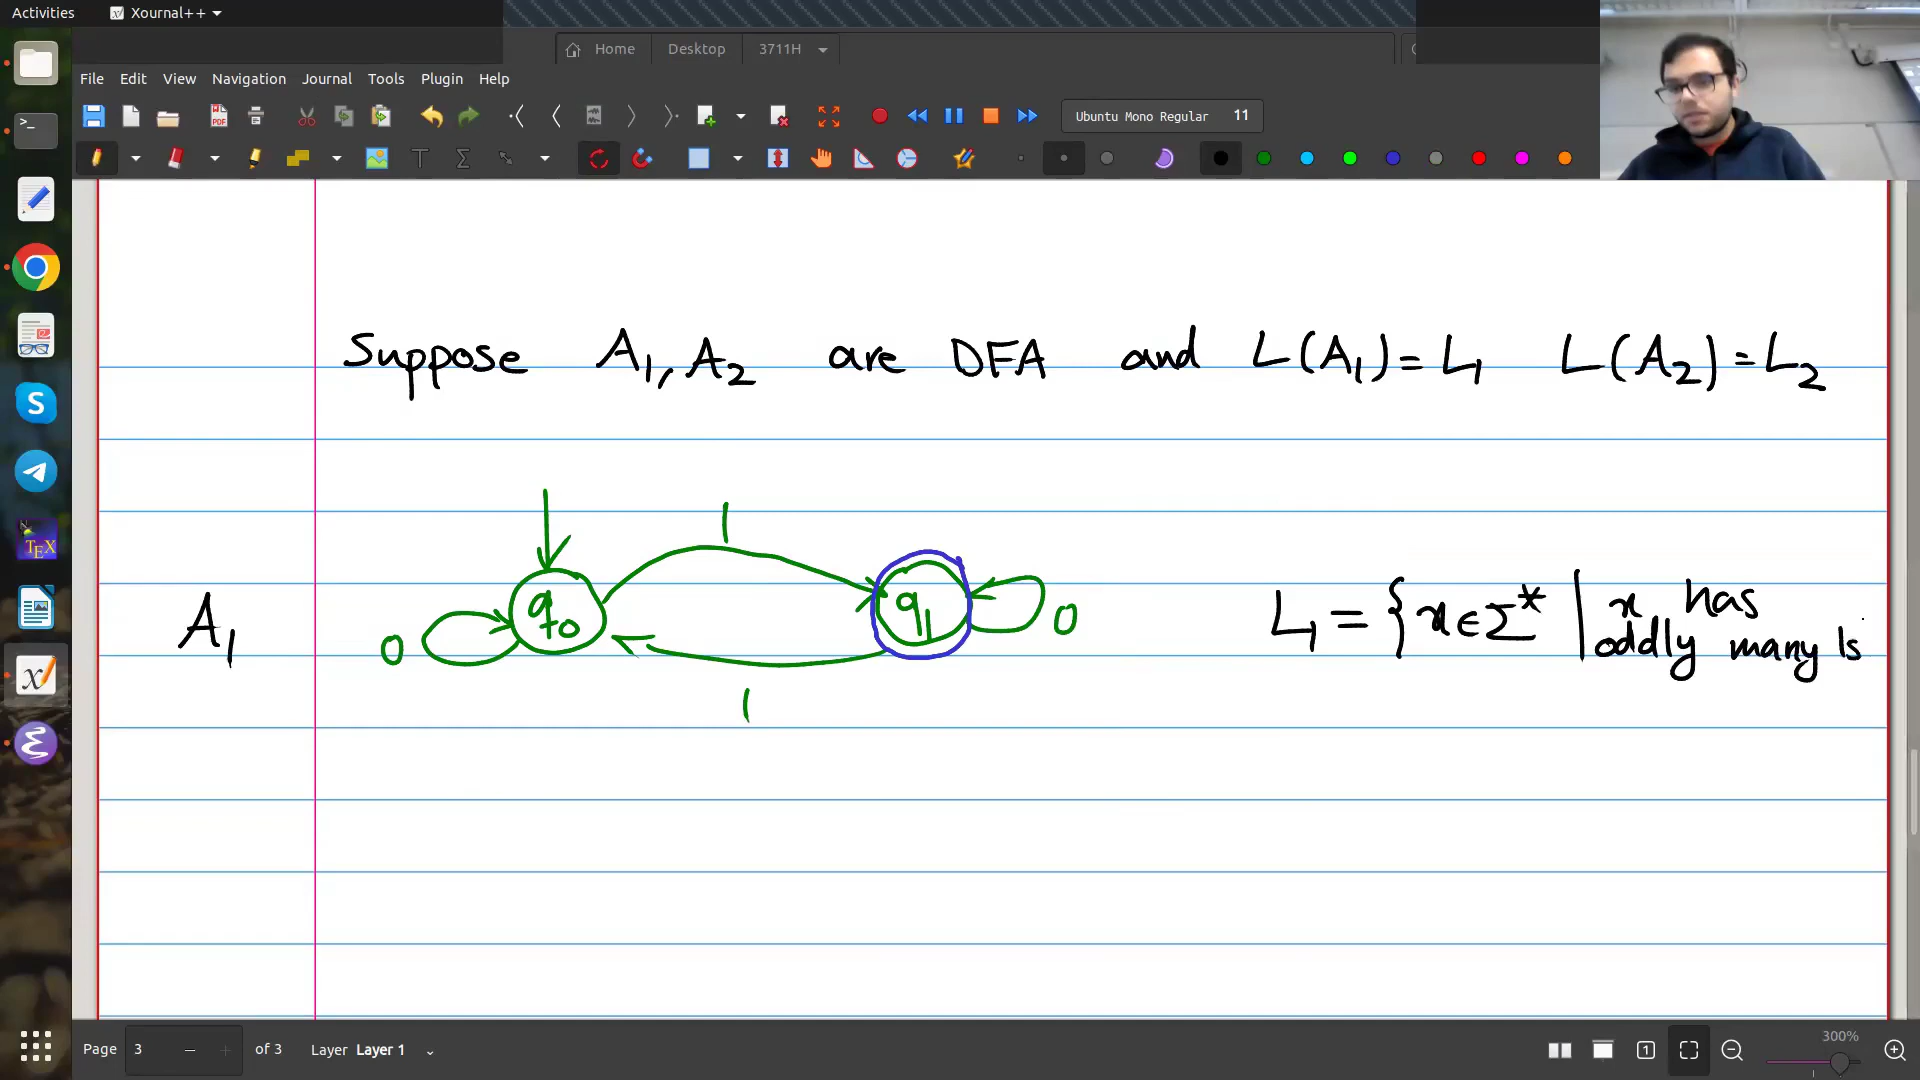 Activities Xournal++
Home Desktop 3711H
File Edit View Navigation Journal Tools Plugin Help
Ubuntu Mono Regular 11
Suppose A₁, A₂ are DFA and L(A₁) = L₁ L(A₂) = L₂
1
A₁ 0 q₀ q₁ 0 L₁ = { x ∈ Σ* | x has
oddly many 1s
1
Page 3 of 3 Layer Layer 1
300%